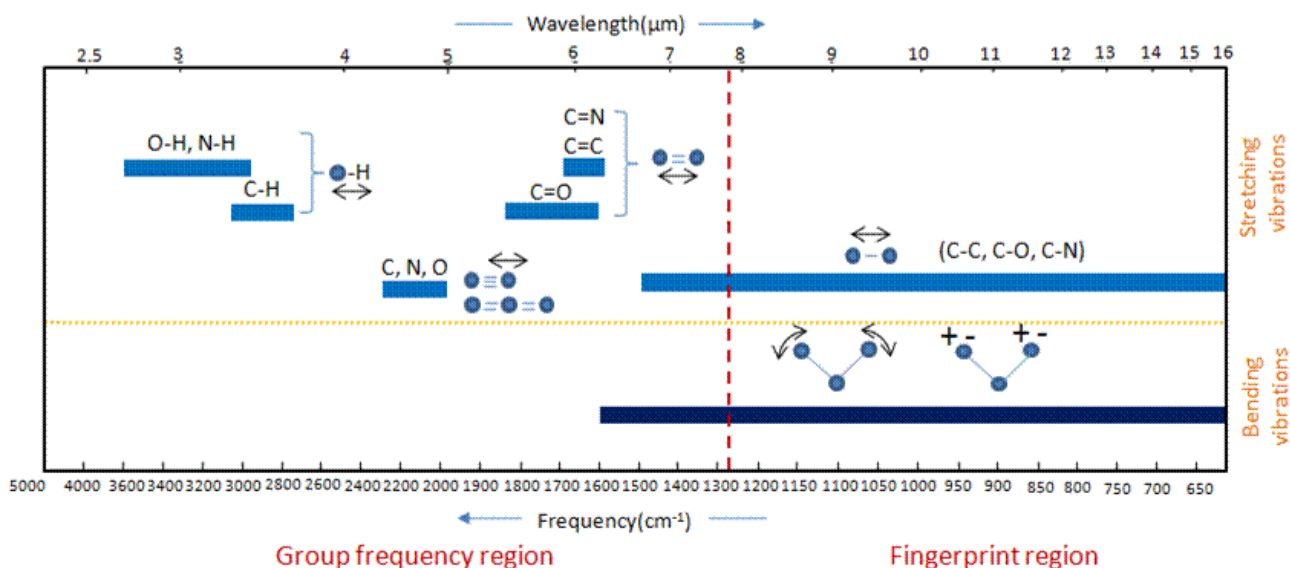 Wavelength(µm)
2.5 3 4 5 6 7 8 9 10 11 12 13 14 15 16
C=N
O-H, N-H
C=C
-H
C-H
C=O
(C-C, C-O, C-N)
C, N, O
Stretching
vibrations
+ - + -
Bending
vibrations
5000 4000 3600 3400 3200 3000 2800 2600 2400 2200 2000 1900 1800 1700 1600 1500 1400 1300 1200 1150 1100 1050 1000 950 900 850 800 750 700 650
Frequency(cm⁻¹)
Group frequency region
Fingerprint region